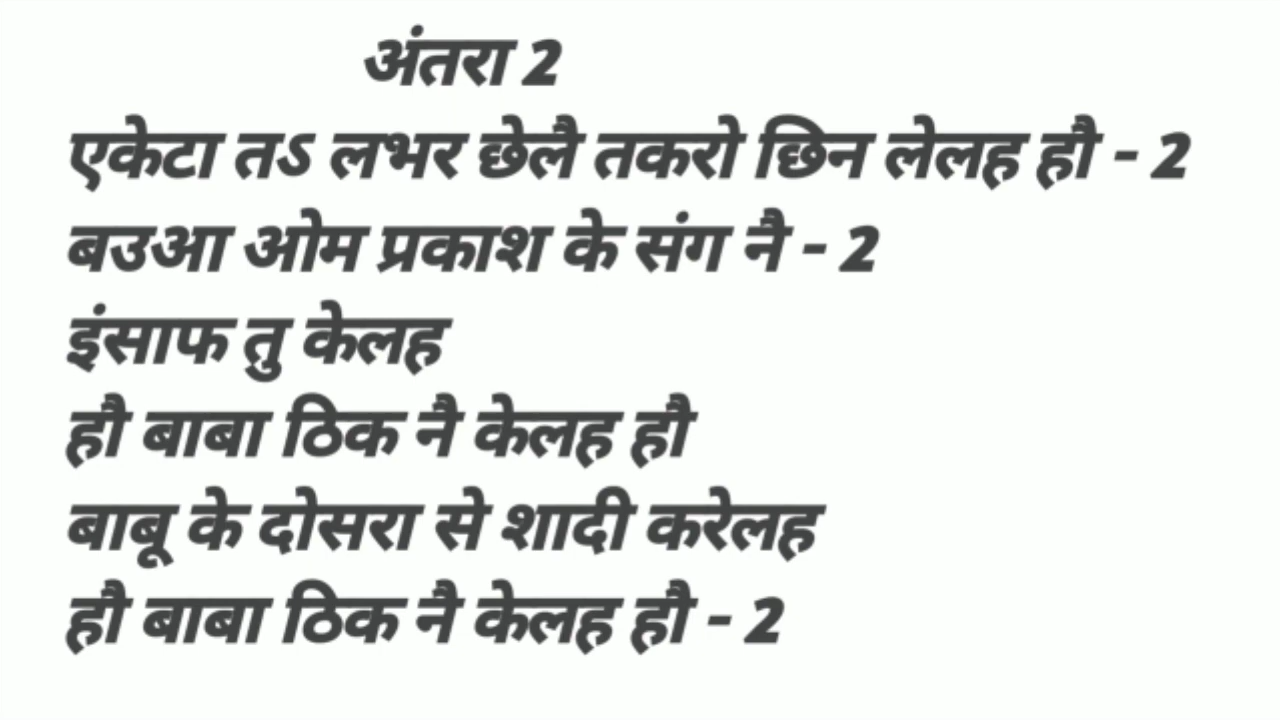 अंतरा 2
एकेटा तऽ लभर छेलै तकरो छिन लेलह हौ - 2
बउआ ओम प्रकाश के संग नै - 2
इंसाफ तु केलह
हौ बाबा ठिक नै केलह हौ
बाबू के दोसरा से शादी करेलह
हौ बाबा ठिक नै केलह हौ - 2